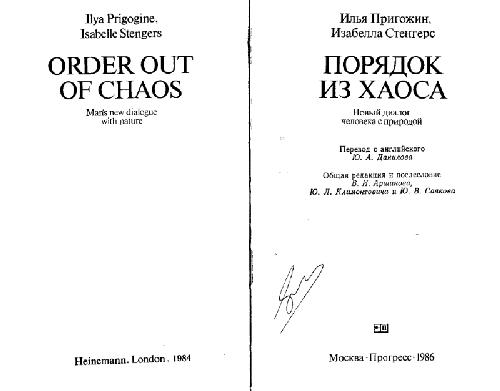 Ilya Prigogine,
Isabelle Stengers
ORDER OUT
OF CHAOS
Man's new dialogue
with nature
Heinemann. London. 1984
Илья Пригожин,
Изабелла Стенгерс
ПОРЯДОК
ИЗ ХАОСА
Новый диалог
человека с природой
Перевод с английского
Ю. А. Данилова
Общая редакция и послесловие
В. И. Аршинова,
Ю. Л. Климонтовича и Ю. В. Сачкова
Москва·Прогресс·1986